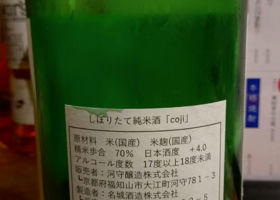 しぼりたて純米酒「coji」
原材料　米(国産)　米麹(国産)
精米歩合　70%　日本酒度　+4.0
アルコール度数　17度以上18度未満
販売者：河守醸造株式会社
京都府福知山市大江町河守781-3
製造者：名城酒造株式会社